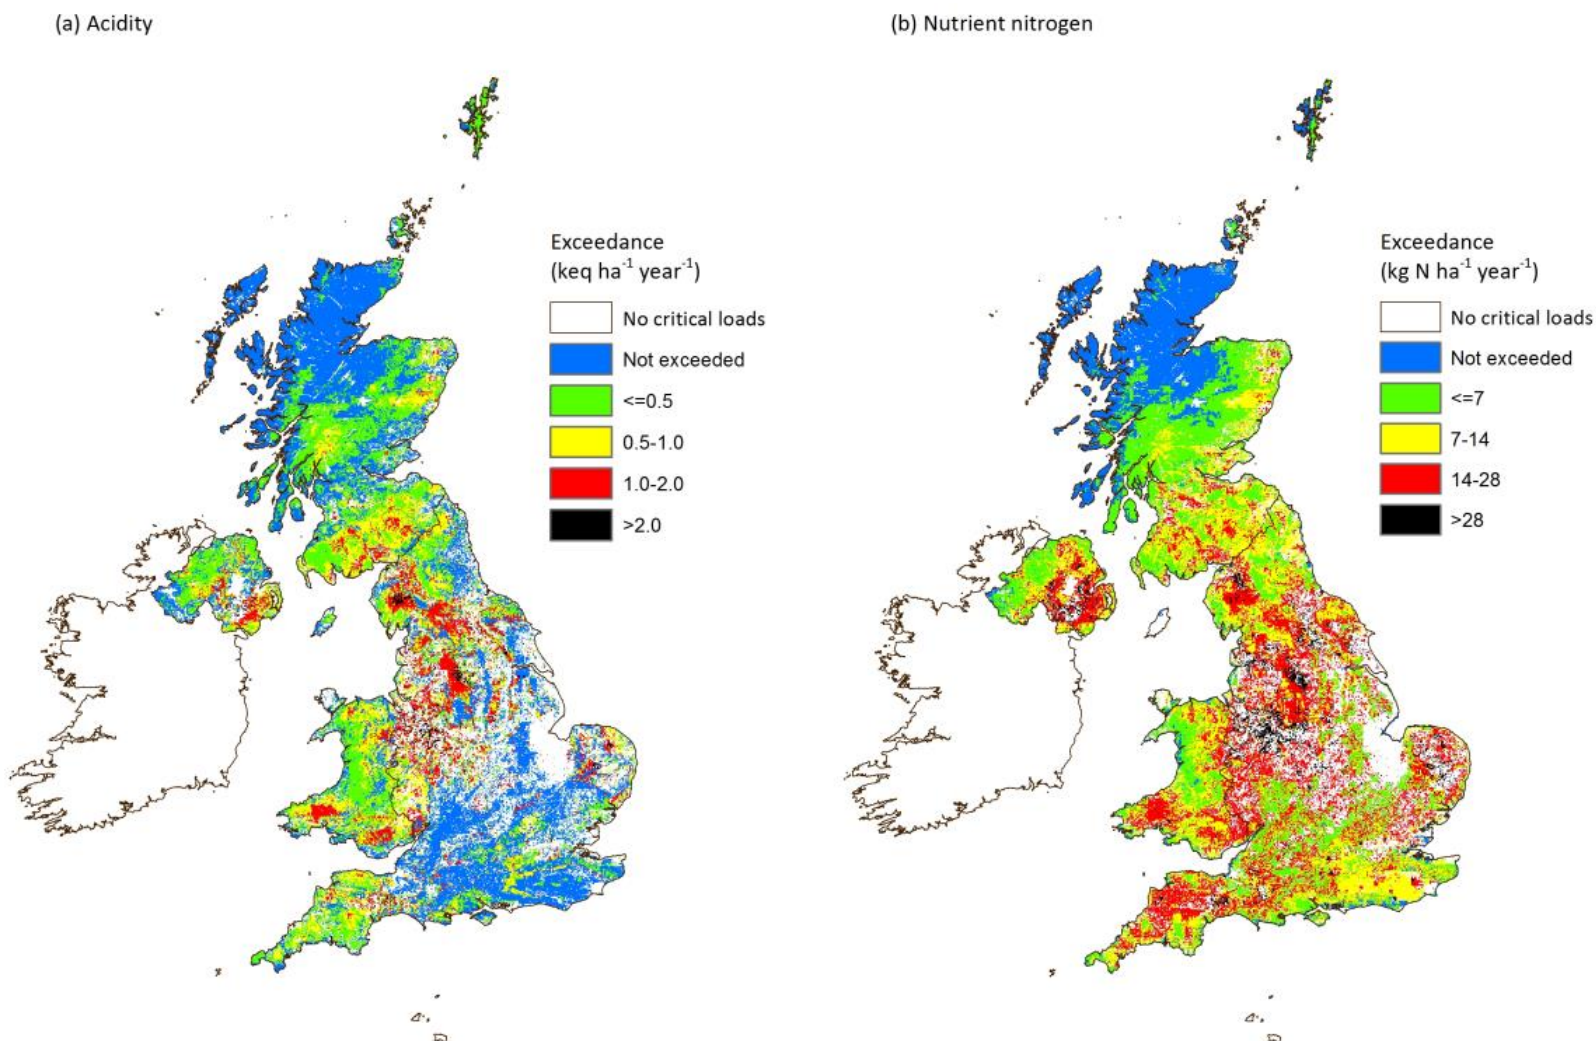 (a) Acidity
(b) Nutrient nitrogen
Exceedance
(keq ha⁻¹ year⁻¹)
No critical loads
Not exceeded
<=0.5
0.5-1.0
1.0-2.0
>2.0
Exceedance
(kg N ha⁻¹ year⁻¹)
No critical loads
Not exceeded
<=7
7-14
14-28
>28